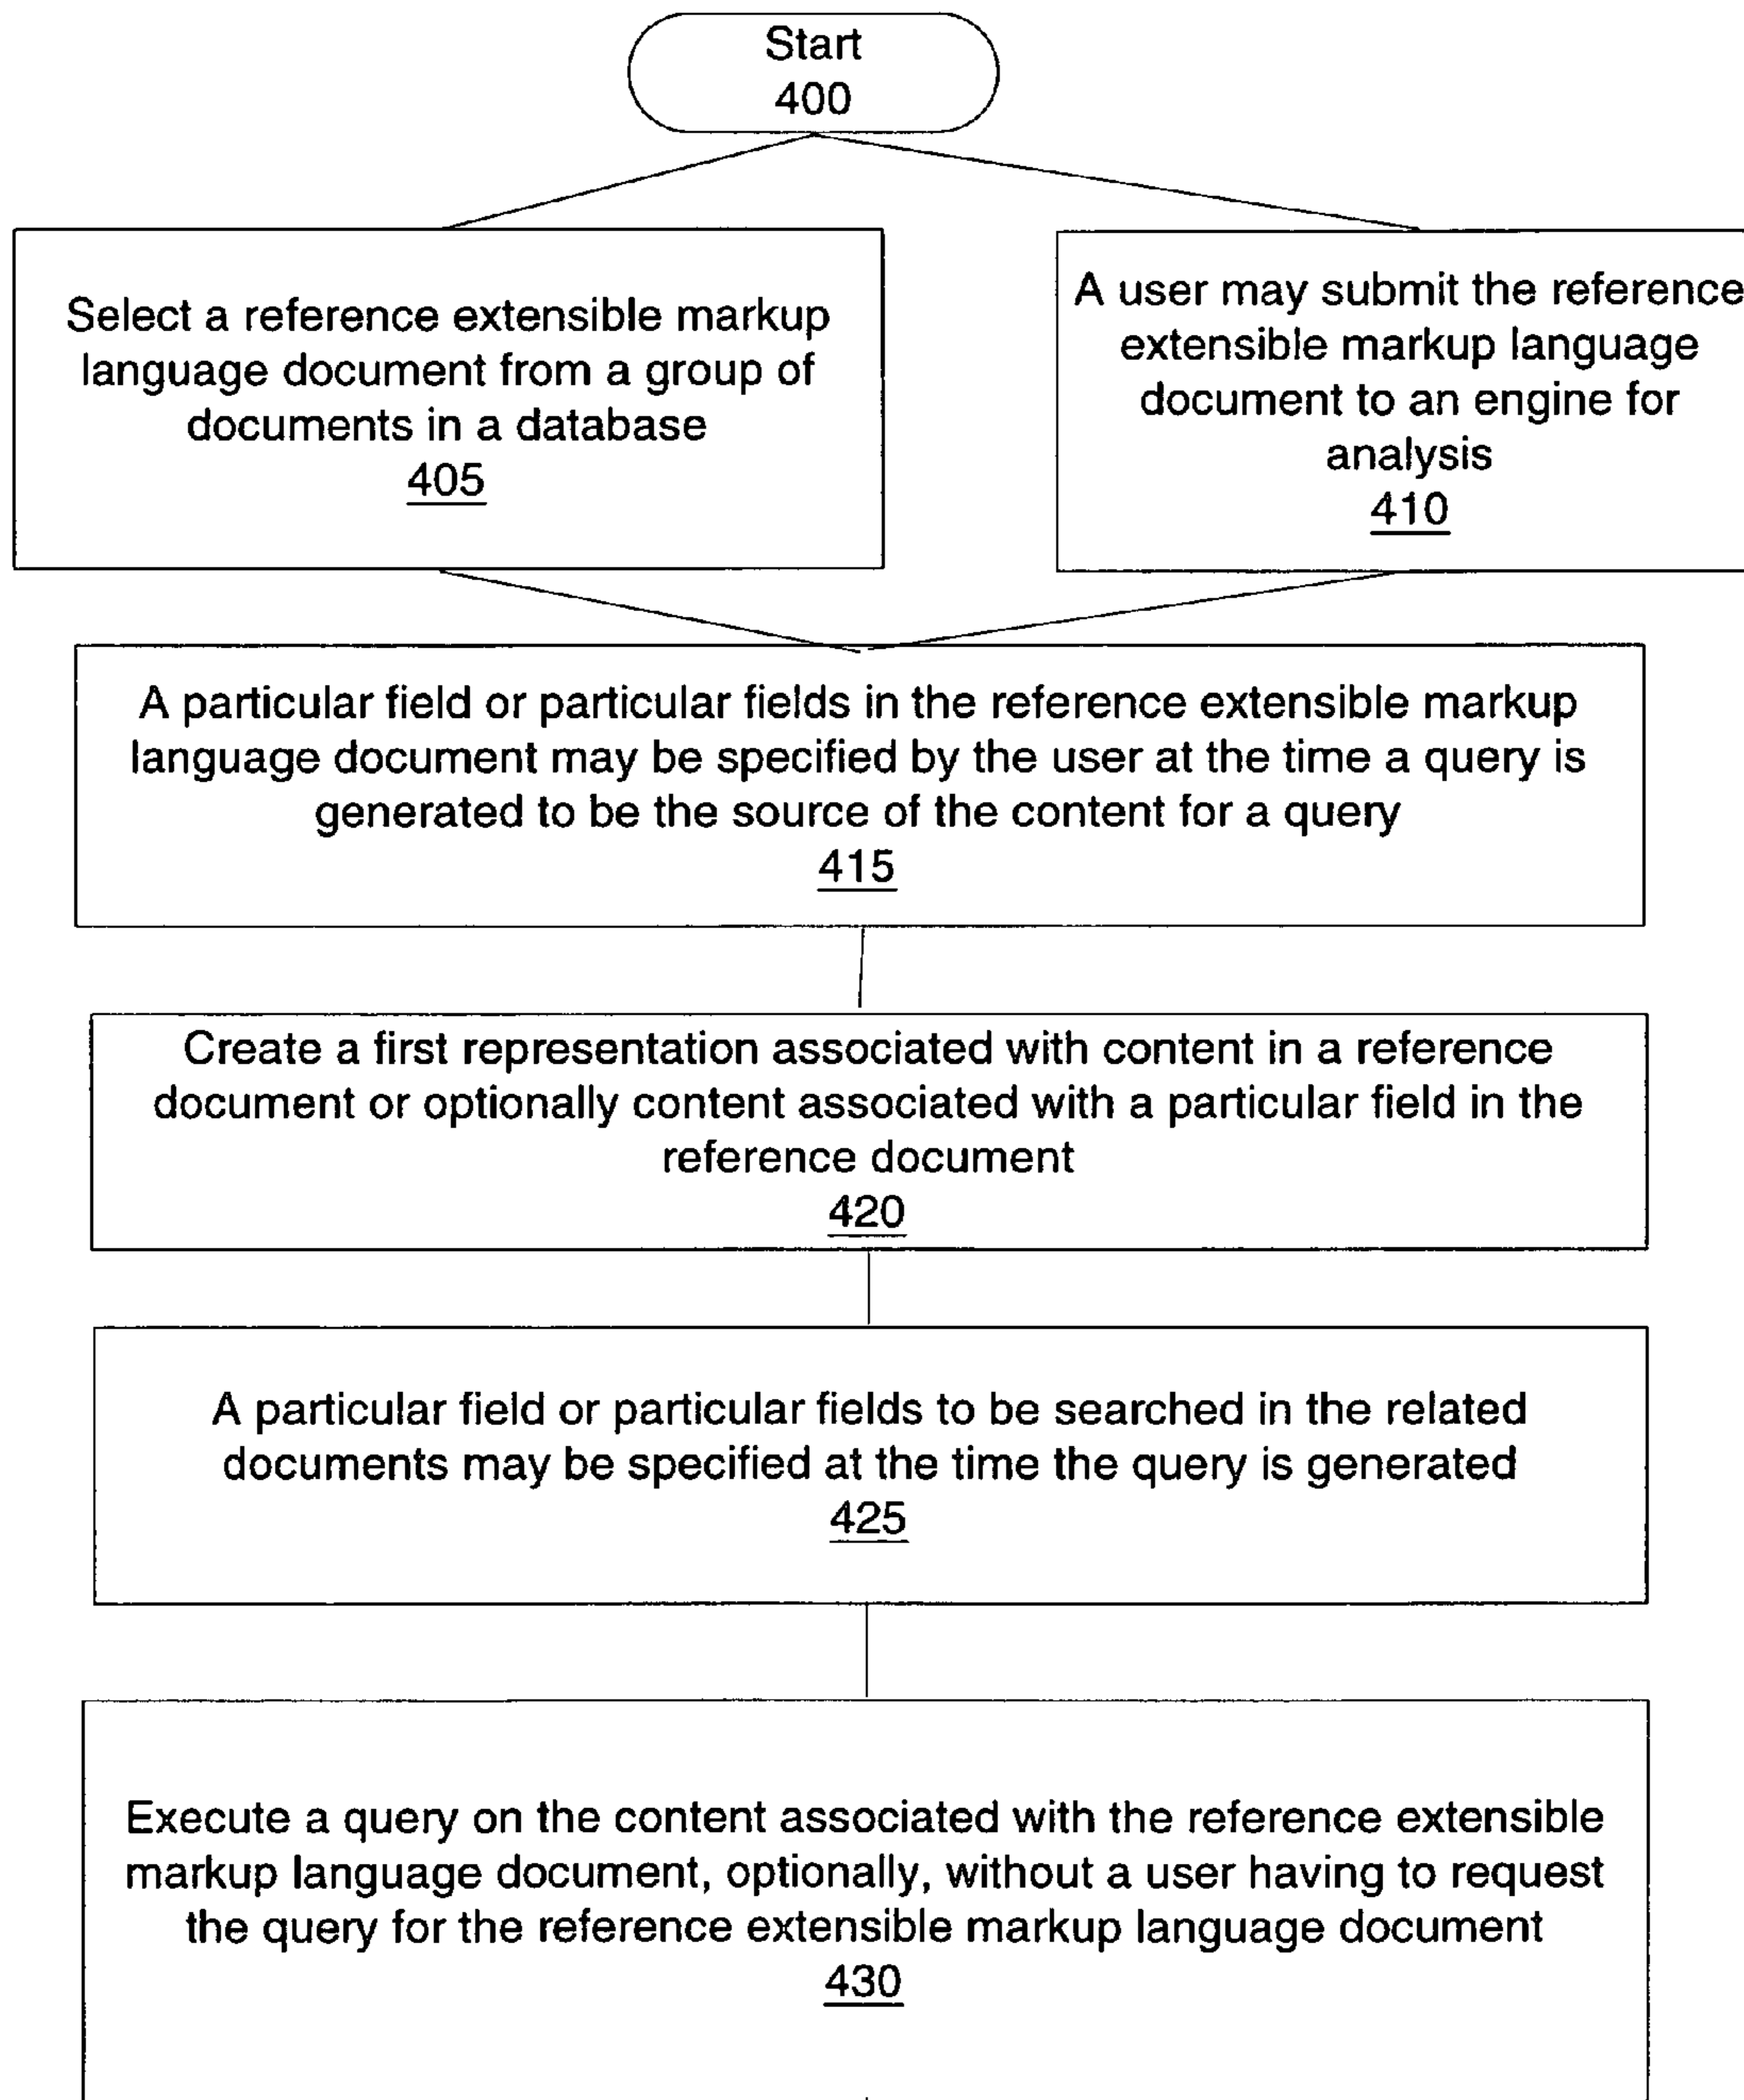 Start
400
Select a reference extensible markup
language document from a group of
documents in a database
405
A user may submit the reference
extensible markup language
document to an engine for
analysis
410
A particular field or particular fields in the reference extensible markup
language document may be specified by the user at the time a query is
generated to be the source of the content for a query
415
Create a first representation associated with content in a reference
document or optionally content associated with a particular field in the
reference document
420
A particular field or particular fields to be searched in the related
documents may be specified at the time the query is generated
425
Execute a query on the content associated with the reference extensible
markup language document, optionally, without a user having to request
the query for the reference extensible markup language document
430